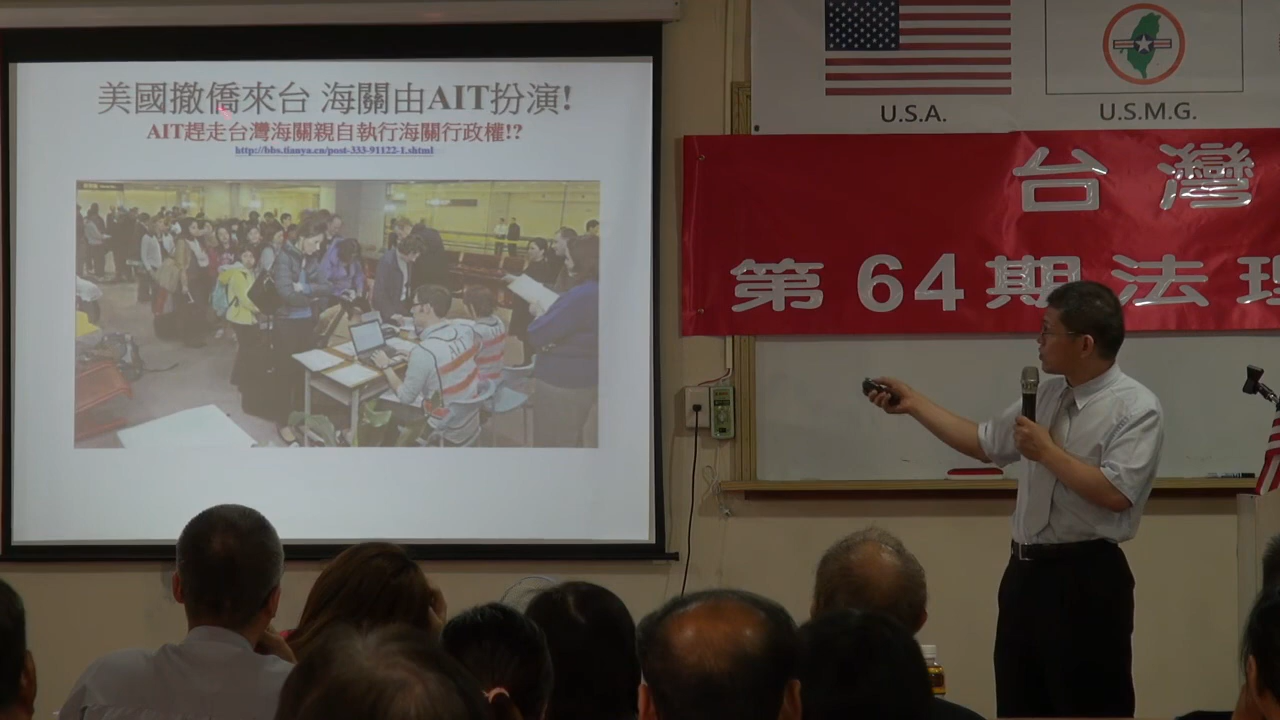 美國撤僑來台 海關由AIT扮演!
AIT趕走台灣海關親自執行海關行政權!?
http://bbs.tianya.cn/post-333-91122-1.shtml
AIT
U.S.A.
U.S.M.G.
台灣
第64期法理